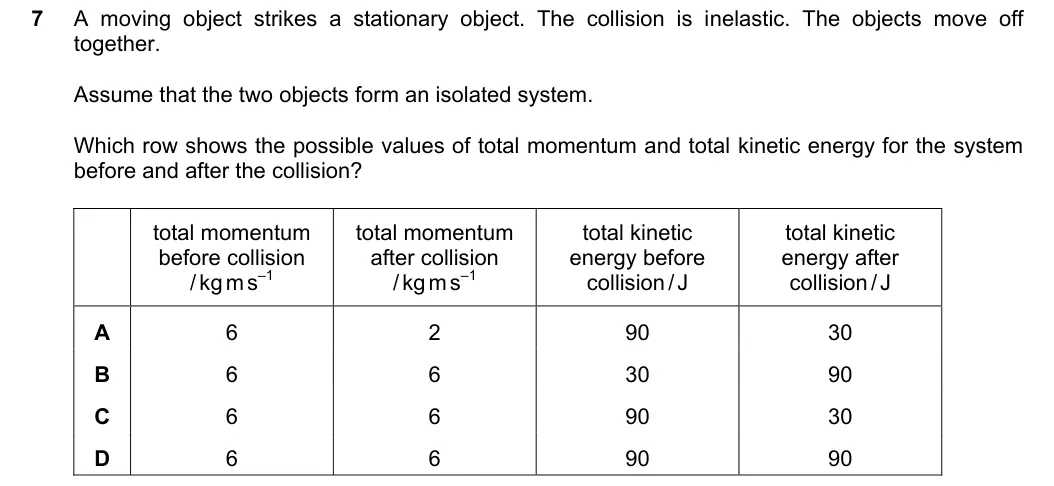 7 A moving object strikes a stationary object. The collision is inelastic. The objects move off
together.
Assume that the two objects form an isolated system.
Which row shows the possible values of total momentum and total kinetic energy for the system
before and after the collision?
total momentum before collision / kg m s⁻¹ total momentum after collision / kg m s⁻¹ total kinetic energy before collision / J total kinetic energy after collision / J
A 6 2 90 30
B 6 6 30 90
C 6 6 90 30
D 6 6 90 90